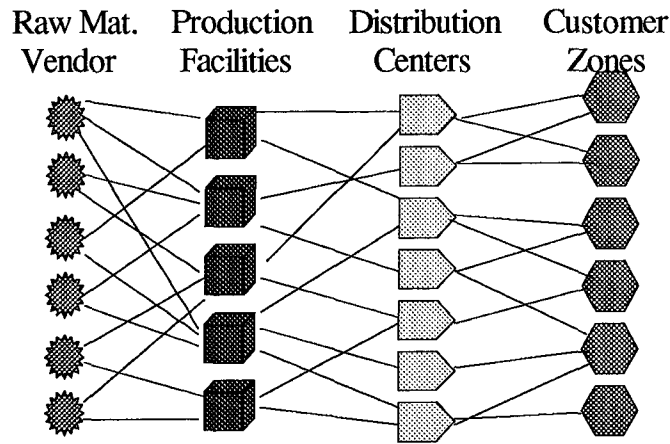 Raw Mat. Production Distribution Customer
Vendor Facilities Centers Zones